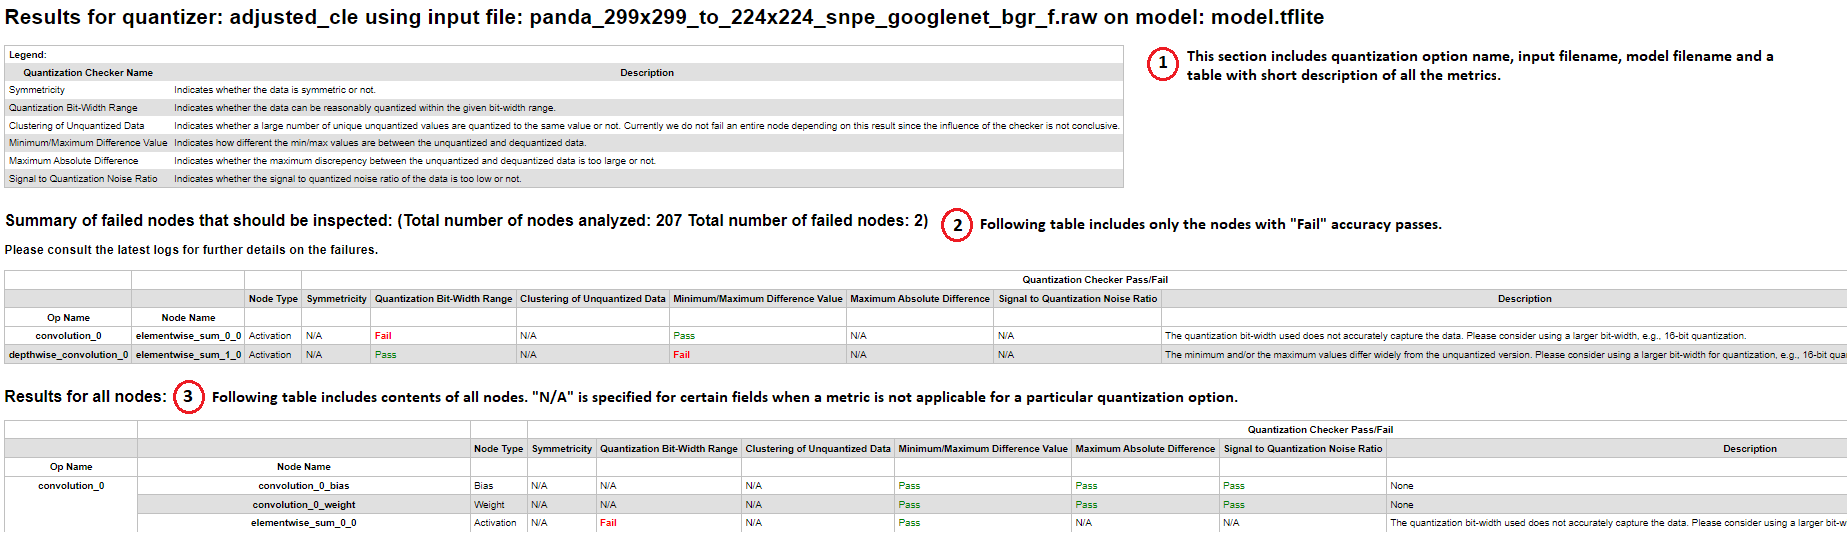 Results for quantizer: adjusted_cle using input file: panda_299x299_to_224x224_snpe_googlenet_bgr_f.raw on model: model.tflite
Legend:
Quantization Checker Name Description
Symmetricity Indicates whether the data is symmetric or not.
Quantization Bit-Width Range Indicates whether the data can be reasonably quantized within the given bit-width range.
Clustering of Unquantized Data Indicates whether a large number of unique unquantized values are quantized to the same value or not. Currently we do not fail an entire node depending on this result since the influence of the checker is not conclusive.
Minimum/Maximum Difference Value Indicates how different the min/max values are between the unquantized and dequantized data.
Maximum Absolute Difference Indicates whether the maximum discrepency between the unquantized and dequantized data is too large or not.
Signal to Quantization Noise Ratio Indicates whether the signal to quantized noise ratio of the data is too low or not.
1 This section includes quantization option name, input filename, model filename and a
table with short description of all the metrics.
Summary of failed nodes that should be inspected: (Total number of nodes analyzed: 207 Total number of failed nodes: 2)
2 Following table includes only the nodes with "Fail" accuracy passes.
Please consult the latest logs for further details on the failures.
Quantization Checker Pass/Fail
Node Type Symmetricity Quantization Bit-Width Range Clustering of Unquantized Data Minimum/Maximum Difference Value Maximum Absolute Difference Signal to Quantization Noise Ratio Description
Op Name Node Name
convolution_0 elementwise_sum_0_0 Activation N/A Fail N/A Pass N/A N/A The quantization bit-width used does not accurately capture the data. Please consider using a larger bit-width, e.g., 16-bit quantization.
depthwise_convolution_0 elementwise_sum_1_0 Activation N/A Pass N/A Fail N/A N/A The minimum and/or the maximum values differ widely from the unquantized version. Please consider using a larger bit-width for quantization, e.g., 16-bit qua
Results for all nodes: 3 Following table includes contents of all nodes. "N/A" is specified for certain fields when a metric is not applicable for a particular quantization option.
Quantization Checker Pass/Fail
Node Type Symmetricity Quantization Bit-Width Range Clustering of Unquantized Data Minimum/Maximum Difference Value Maximum Absolute Difference Signal to Quantization Noise Ratio Description
Op Name Node Name
convolution_0 convolution_0_bias Bias N/A N/A N/A Pass Pass Pass None
convolution_0_weight Weight N/A N/A N/A Pass Pass Pass None
elementwise_sum_0_0 Activation N/A Fail N/A Pass N/A N/A The quantization bit-width used does not accurately capture the data. Please consider using a larger bit-w